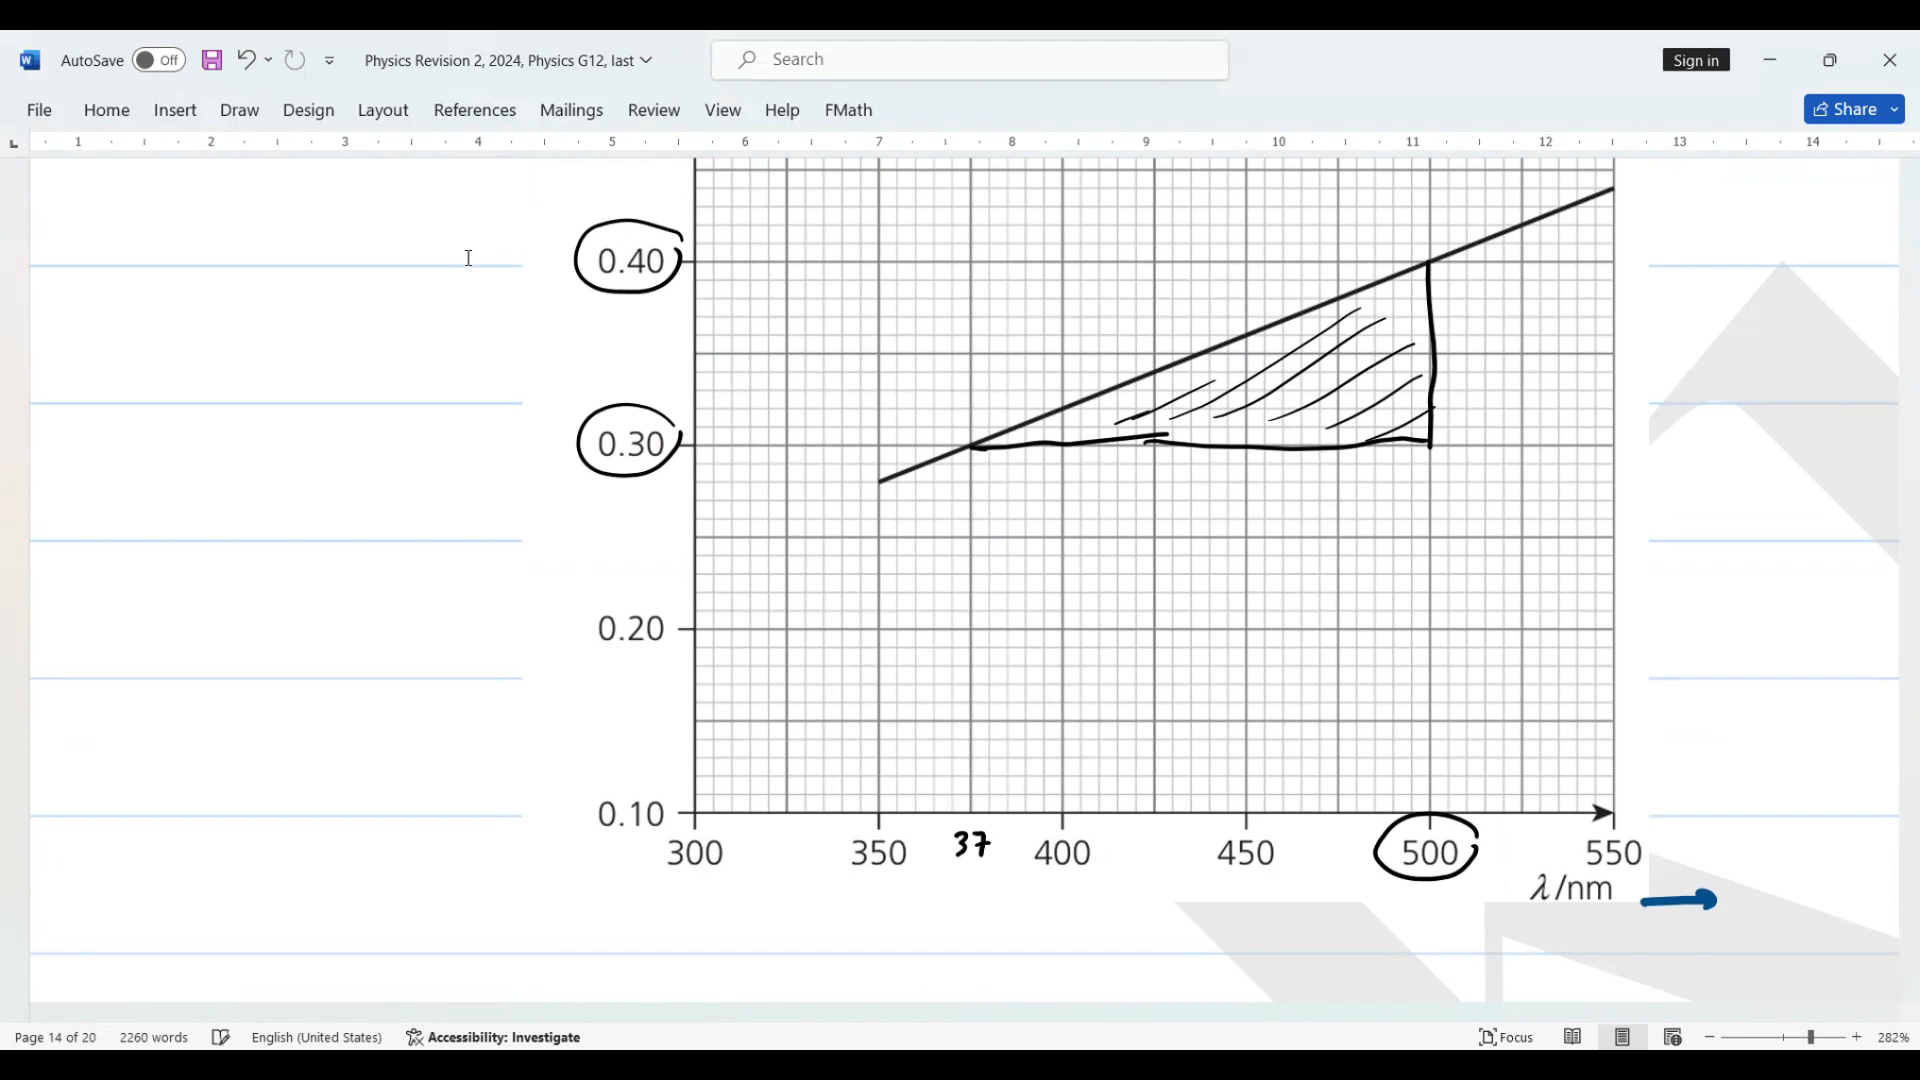 AutoSave Off Physics Revision 2, 2024, Physics G12, last Search Sign in
File Home Insert Draw Design Layout References Mailings Review View Help FMath Share
1 2 3 4 5 6 7 8 9 10 11 12 13 14
0.40
0.30
0.20
0.10
300 350 37 400 450 500 550
λ/nm
Page 14 of 20 2260 words English (United States) Accessibility: Investigate Focus 282%